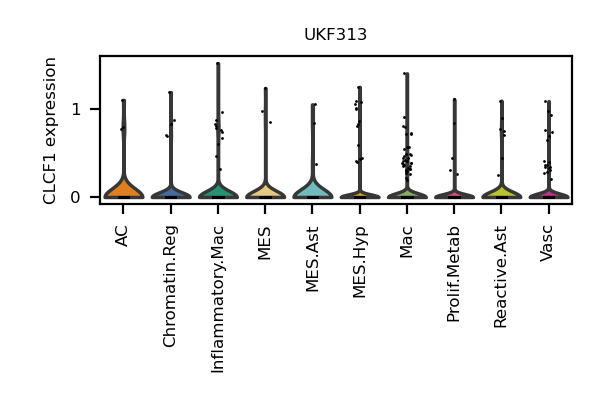 UKF313
CLCF1 expression
1
0
AC
Chromatin.Reg
Inflammatory.Mac
MES
MES.Ast
MES.Hyp
Mac
Prolif.Metab
Reactive.Ast
Vasc